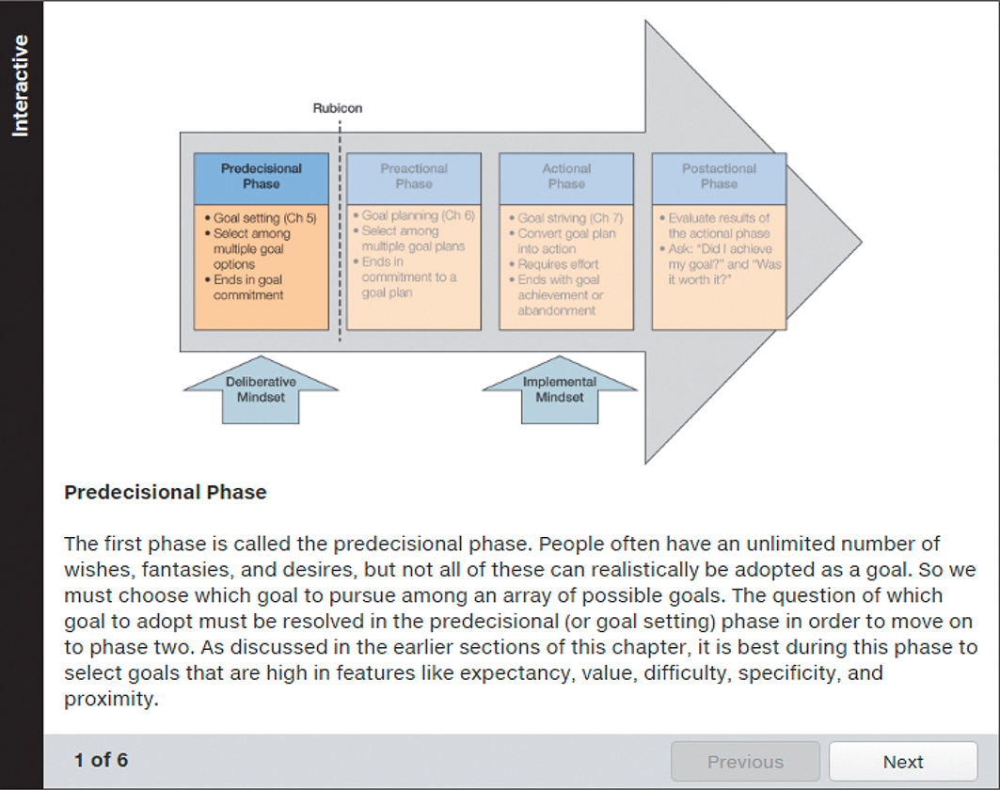 Interactive
Rubicon
Predecisional
Phase
• Goal setting (Ch 5)
• Select among
multiple goal
options
• Ends in goal
commitment
Preactional
Phase
• Goal planning (Ch 6)
• Select among
multiple goal plans
• Ends in
commitment to a
goal plan
Actional
Phase
• Goal striving (Ch 7)
• Convert goal plan
into action
• Requires effort
• Ends with goal
achievement or
abandonment
Postactional
Phase
• Evaluate results of
the actional phase
• Ask: “Did I achieve
my goal?” and “Was
it worth it?”
Deliberative
Mindset
Implemental
Mindset
Predecisional Phase
The first phase is called the predecisional phase. People often have an unlimited number of
wishes, fantasies, and desires, but not all of these can realistically be adopted as a goal. So we
must choose which goal to pursue among an array of possible goals. The question of which
goal to adopt must be resolved in the predecisional (or goal setting) phase in order to move on
to phase two. As discussed in the earlier sections of this chapter, it is best during this phase to
select goals that are high in features like expectancy, value, difficulty, specificity, and
proximity.
1 of 6
Previous
Next